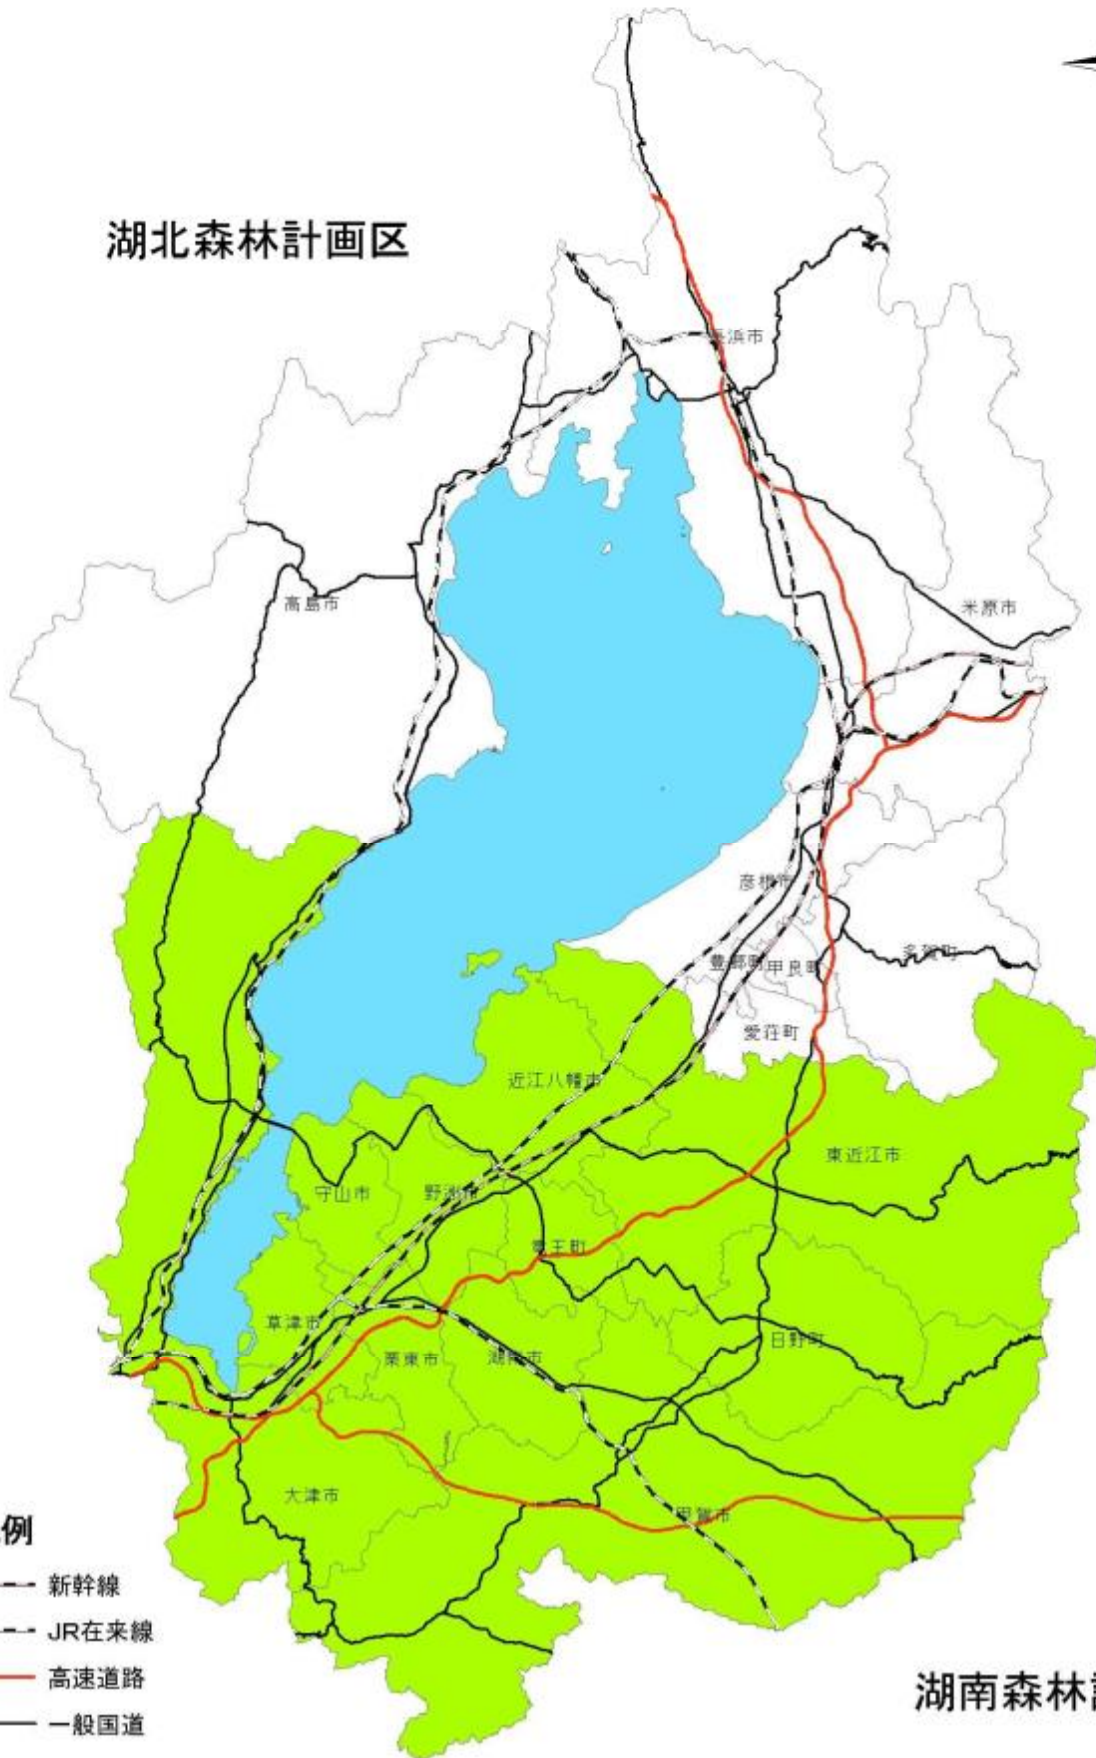 湖北森林計画区
長浜市
高島市
米原市
彦根市
豊郷町
甲良町
多賀町
愛荘町
近江八幡市
東近江市
守山市
野洲市
竜王町
草津市
栗東市
湖南市
日野町
大津市
甲賀市
例
新幹線
JR在来線
高速道路
一般国道
湖南森林